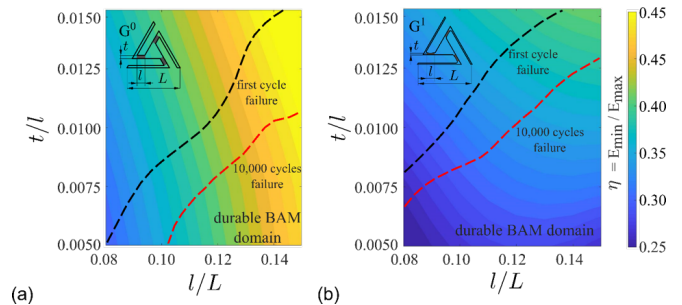 G⁰
t
l
L
first cycle
failure
10,000 cycles
failure
durable BAM
domain
0.0150
0.0125
0.0100
0.0075
0.0050
t/l
0.08
0.10
0.12
0.14
l/L
(a)
G¹
t
l
L
first cycle
failure
10,000 cycles
failure
durable BAM domain
0.0150
0.0125
0.0100
0.0075
0.0050
t/l
0.08
0.10
0.12
0.14
l/L
(b)
0.45
0.40
0.35
0.30
0.25
η = Emin / Emax